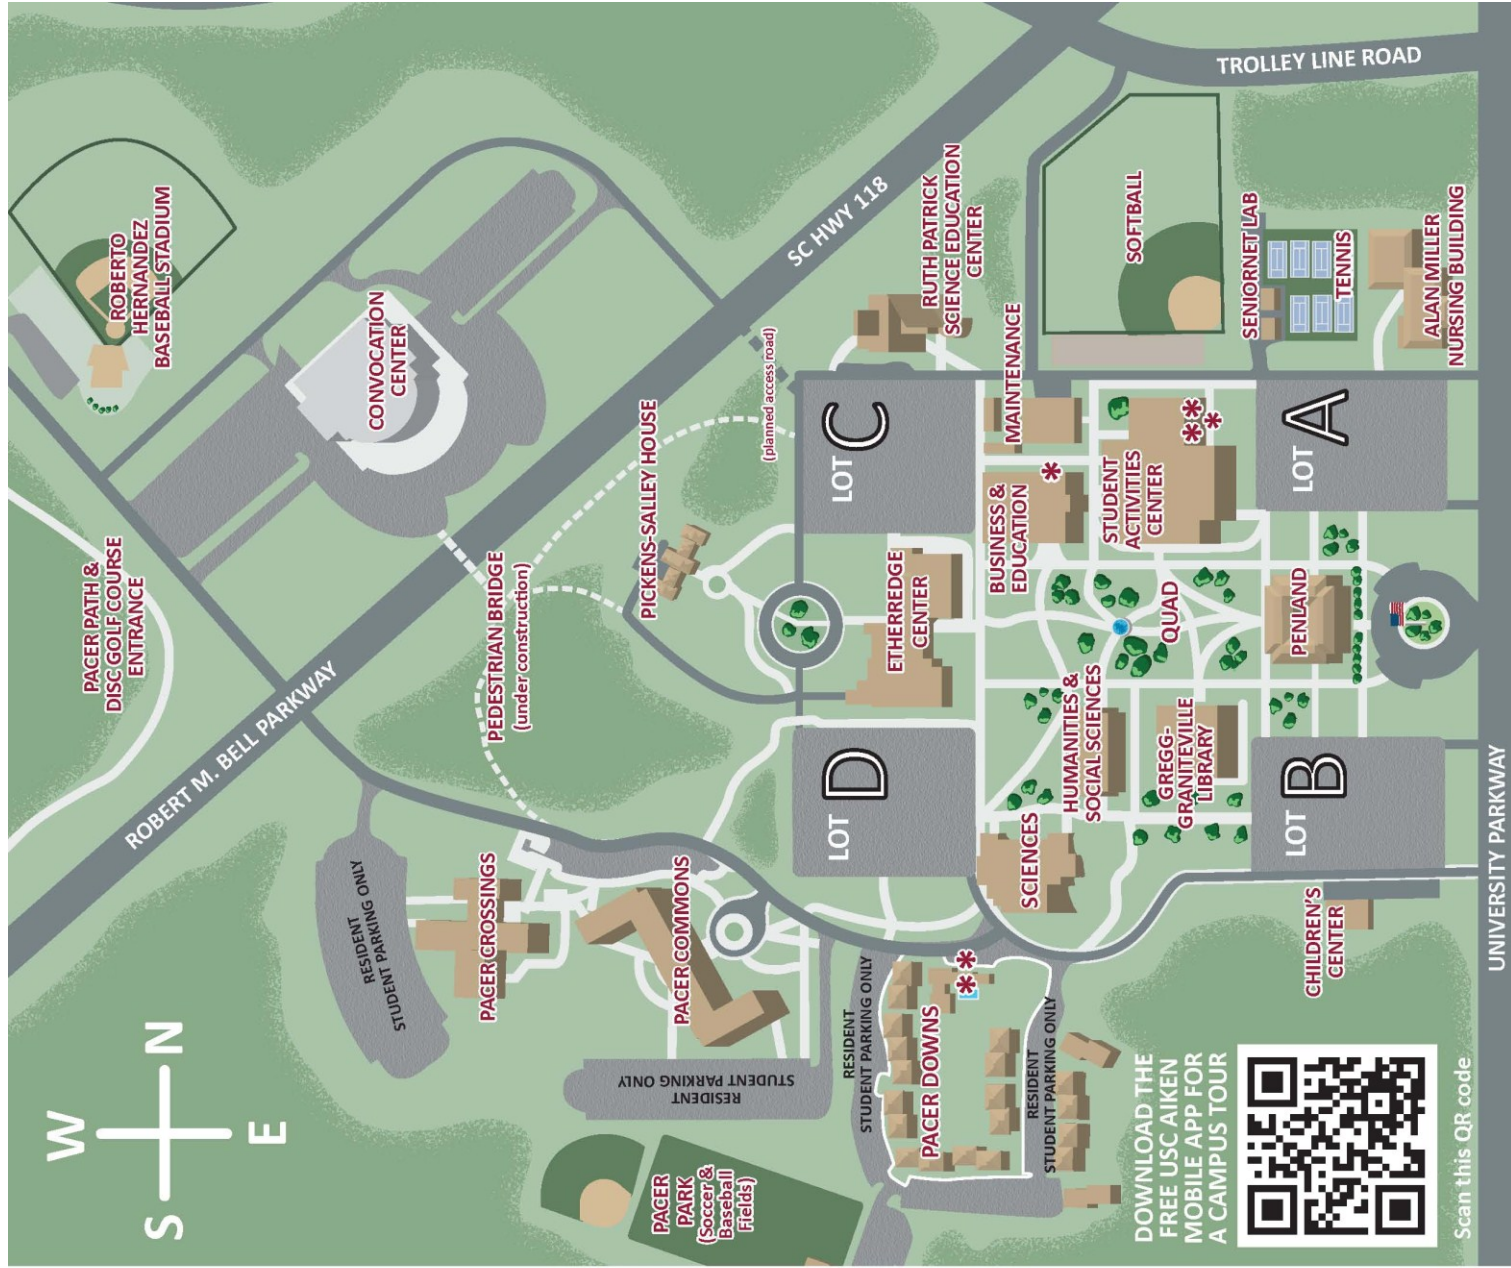 TROLLEY LINE ROAD
SC HWY 118
ROBERT M. BELL PARKWAY
UNIVERSITY PARKWAY
ROBERTO
HERNANDEZ
BASEBALL STADIUM
CONVOCATION
CENTER
PACER PATH &
DISC GOLF COURSE
ENTRANCE
PEDESTRIAN BRIDGE
(under construction)
PICKENS-SALLEY HOUSE
(planned access road)
RUTH PATRICK
SCIENCE EDUCATION
CENTER
MAINTENANCE
SOFTBALL
SENIORNET LAB
TENNIS
ALAN MILLER
NURSING BUILDING
LOT C
BUSINESS &
EDUCATION
*
STUDENT
ACTIVITIES
CENTER
***
LOT A
ETHERREDGE
CENTER
QUAD
PENLAND
HUMANITIES &
SOCIAL SCIENCES
GREGG-
GRANITEVILLE
LIBRARY
LOT D
SCIENCES
LOT B
CHILDREN'S
CENTER
RESIDENT
STUDENT PARKING ONLY
PACER CROSSINGS
PACER COMMONS
RESIDENT
STUDENT PARKING ONLY
RESIDENT
STUDENT PARKING ONLY
PACER DOWNS
**
RESIDENT
STUDENT PARKING ONLY
PACER
PARK
(Soccer &
Baseball
Fields)
W
S
N
E
DOWNLOAD THE
FREE USC AIKEN
MOBILE APP FOR
A CAMPUS TOUR
Scan this QR code